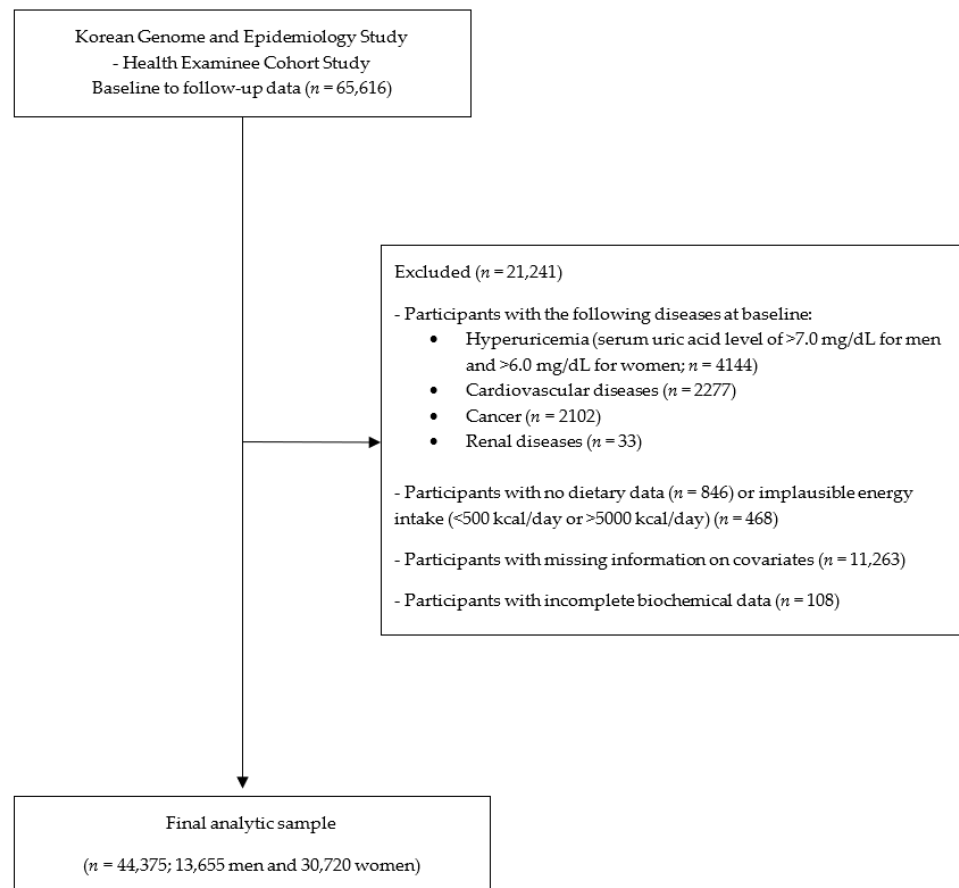 Korean Genome and Epidemiology Study
- Health Examinee Cohort Study
Baseline to follow-up data (n = 65,616)
Excluded (n = 21,241)
- Participants with the following diseases at baseline:
• Hyperuricemia (serum uric acid level of >7.0 mg/dL for men
and >6.0 mg/dL for women; n = 4144)
• Cardiovascular diseases (n = 2277)
• Cancer (n = 2102)
• Renal diseases (n = 33)
- Participants with no dietary data (n = 846) or implausible energy
intake (<500 kcal/day or >5000 kcal/day) (n = 468)
- Participants with missing information on covariates (n = 11,263)
- Participants with incomplete biochemical data (n = 108)
Final analytic sample
(n = 44,375; 13,655 men and 30,720 women)